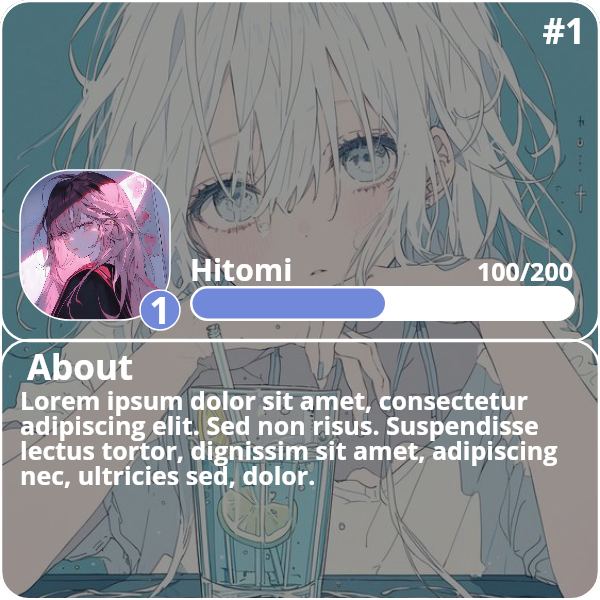 #1
Hitomi
100/200
1
About
Lorem ipsum dolor sit amet, consectetur
adipiscing elit. Sed non risus. Suspendisse
lectus tortor, dignissim sit amet, adipiscing
nec, ultricies sed, dolor.